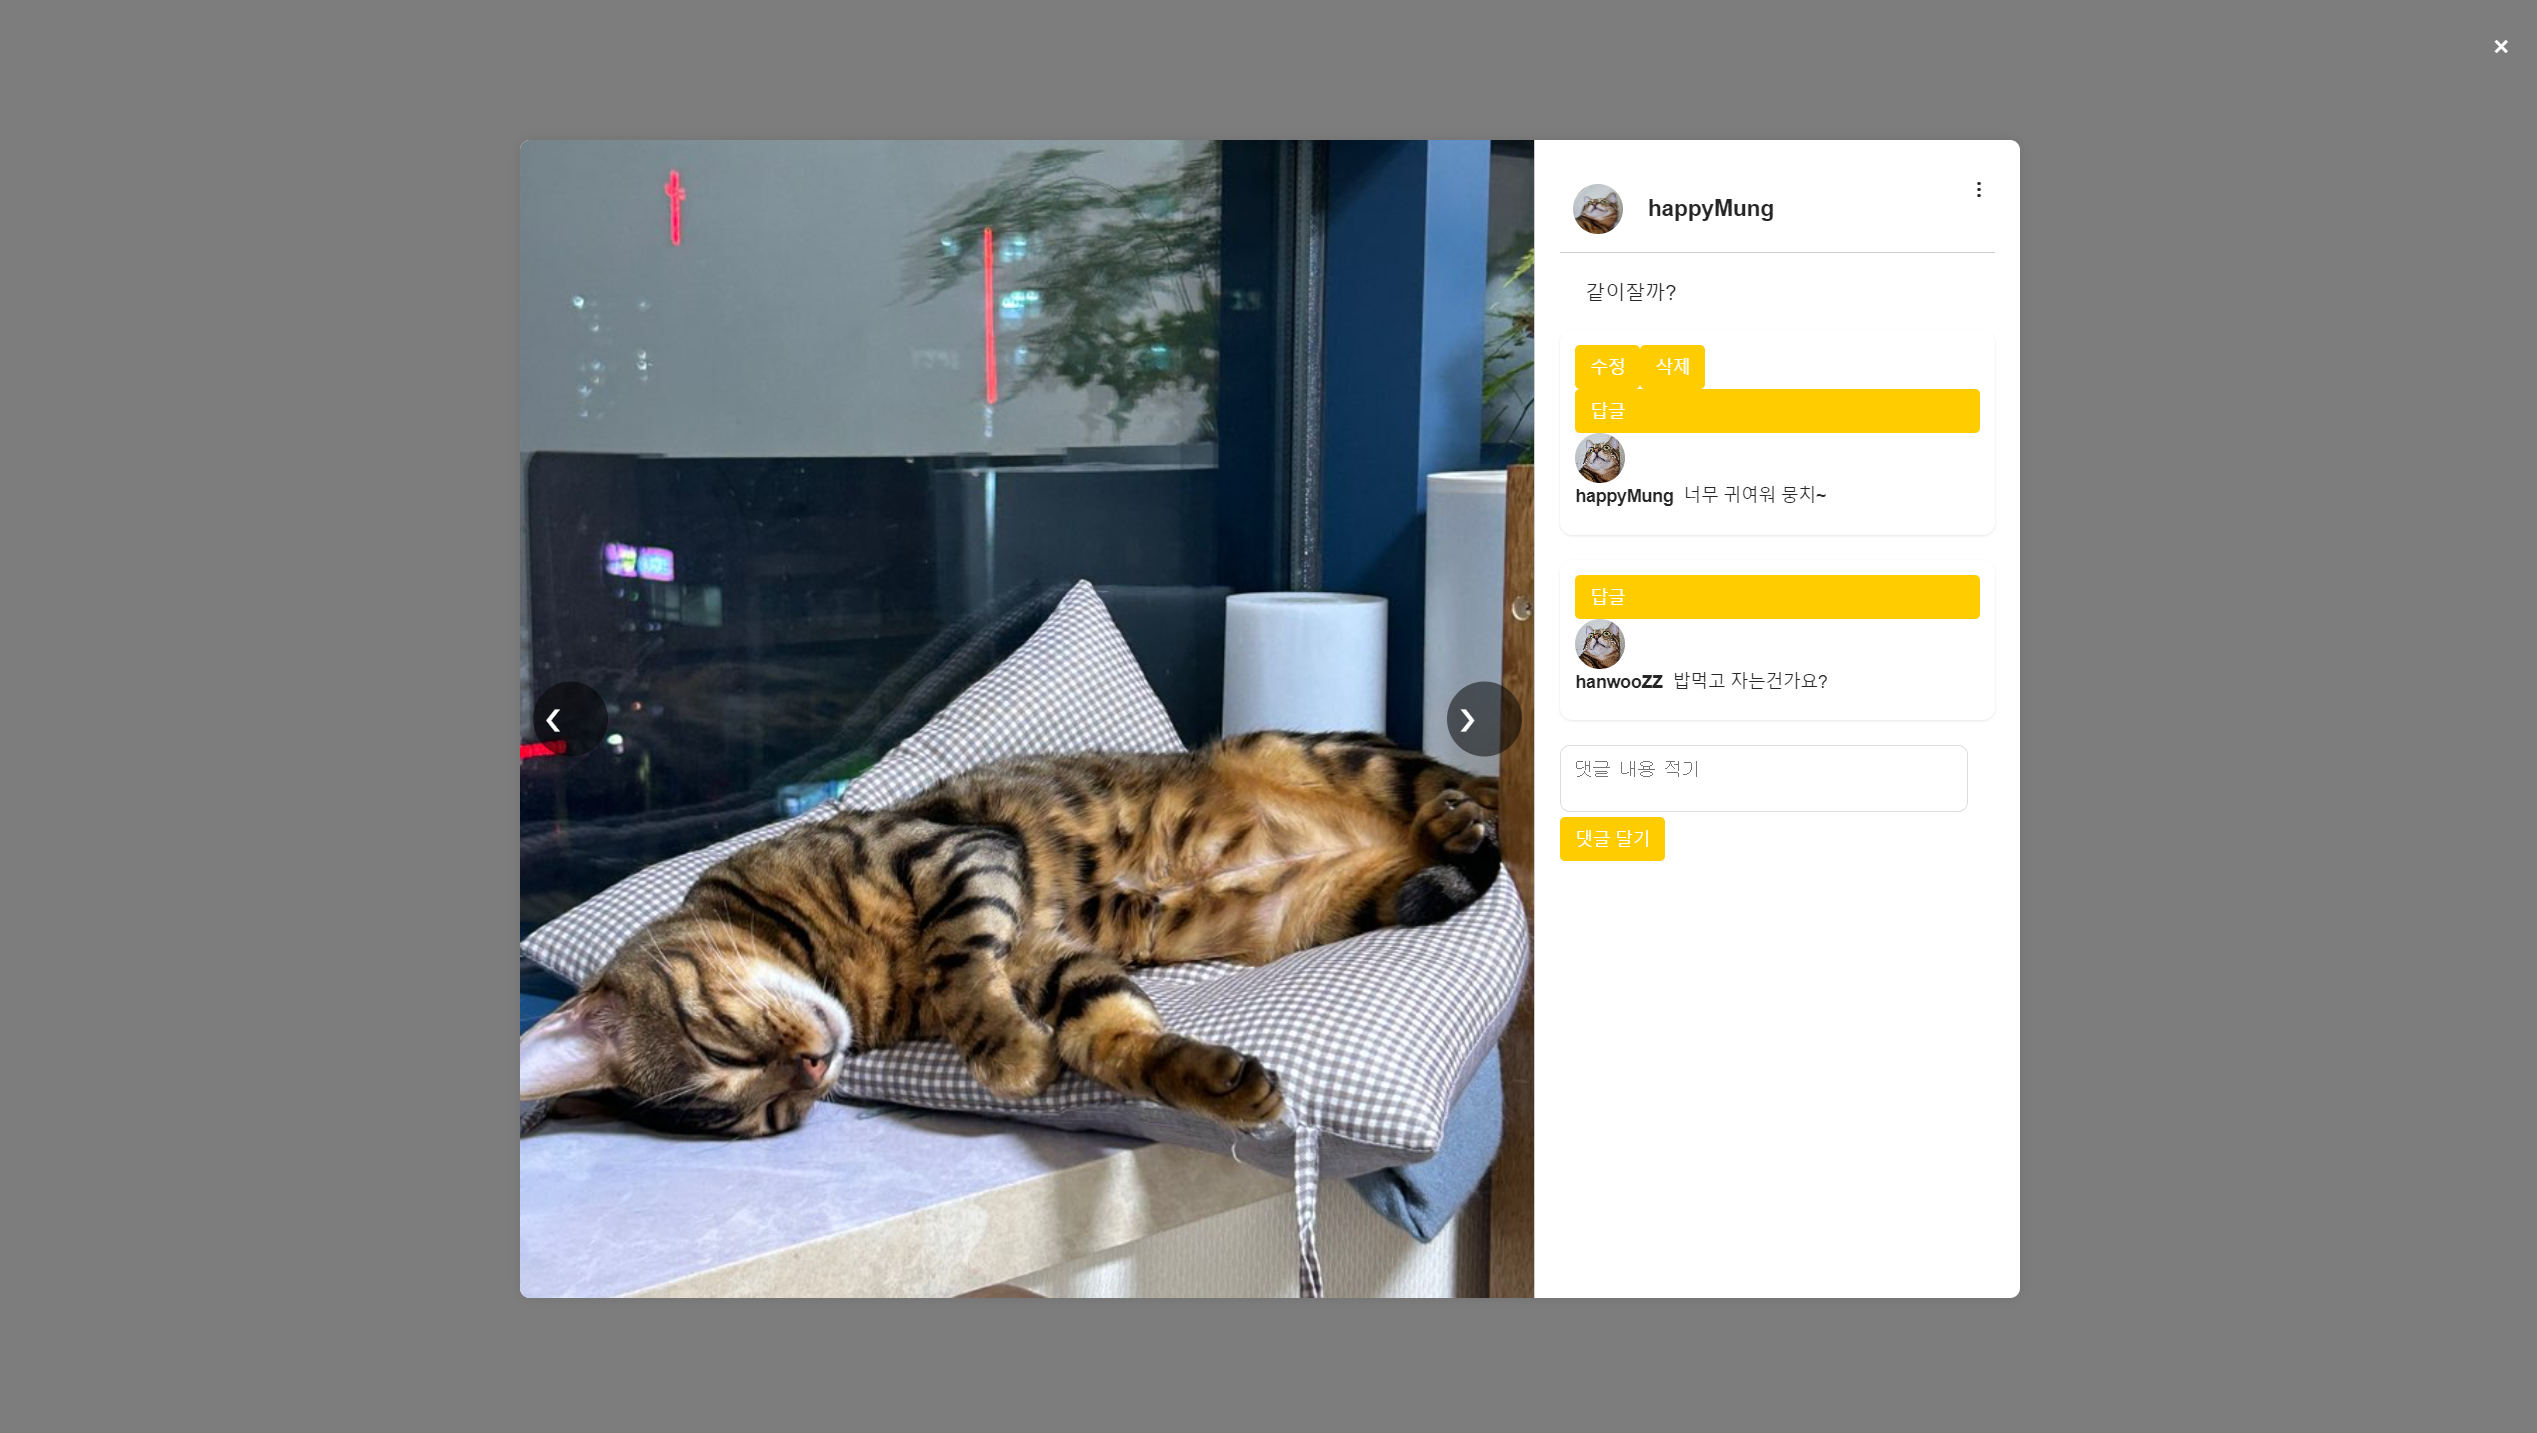 ×
happyMung
⋮
같이잘까?
수정 삭제
답글
happyMung 너무 귀여워 뭉치~
답글
hanwooZZ 밥먹고 자는건가요?
❮
❯
댓글 내용 적기
댓글 달기